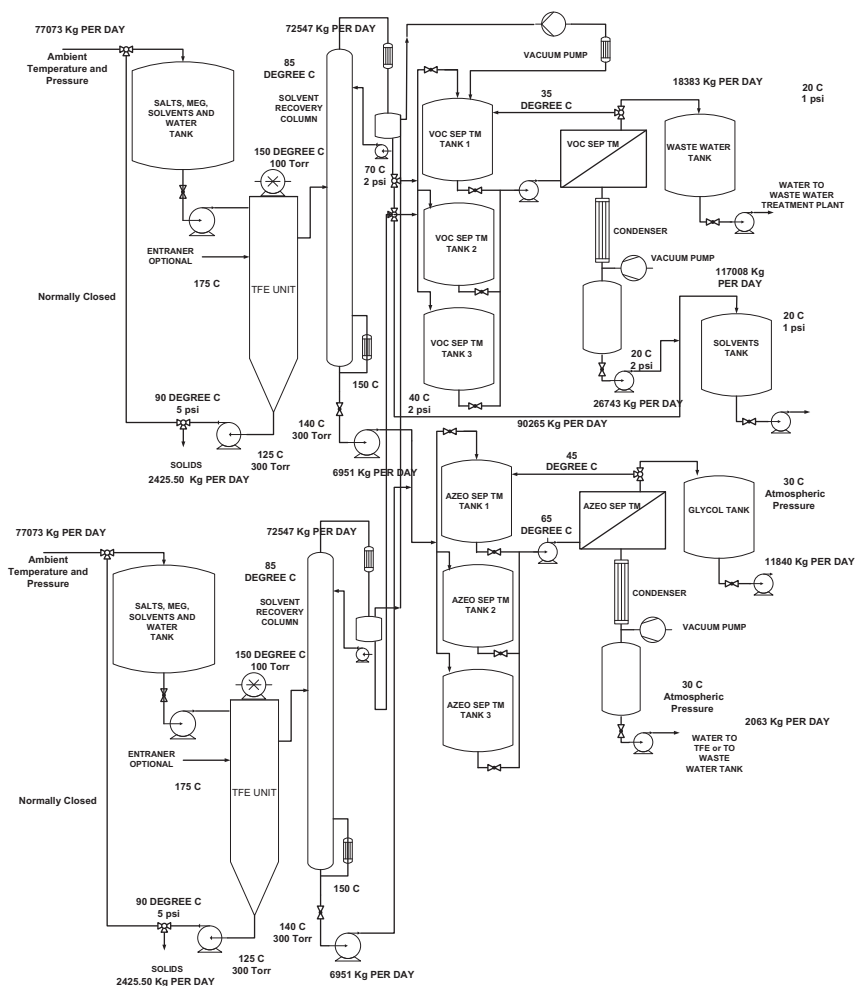 77073 Kg PER DAY
Ambient
Temperature and
Pressure
SALTS, MEG,
SOLVENTS AND
WATER
TANK
150 DEGREE C
100 Torr
ENTRANER
OPTIONAL
175 C
TFE UNIT
Normally Closed
90 DEGREE C
5 psi
SOLIDS
2425.50 Kg PER DAY
125 C
300 Torr
72547 Kg PER DAY
85
DEGREE C
SOLVENT
RECOVERY
COLUMN
150 C
140 C
300 Torr
6951 Kg PER DAY
70 C
2 psi
40 C
2 psi
VACUUM PUMP
35
DEGREE C
VOC SEP TM
TANK 1
VOC SEP TM
TANK 2
VOC SEP TM
TANK 3
VOC SEP TM
CONDENSER
VACUUM PUMP
20 C
2 psi
26743 Kg PER DAY
90265 Kg PER DAY
18383 Kg PER DAY
20 C
1 psi
WASTE WATER
TANK
WATER TO
WASTE WATER
TREATMENT PLANT
117008 Kg
PER DAY
20 C
1 psi
SOLVENTS
TANK
45
DEGREE C
AZEO SEP TM
TANK 1
65
DEGREE C
AZEO SEP TM
TANK 2
AZEO SEP TM
TANK 3
AZEO SEP TM
CONDENSER
VACUUM PUMP
GLYCOL TANK
30 C
Atmospheric
Pressure
11840 Kg PER DAY
30 C
Atmospheric
Pressure
2063 Kg PER DAY
WATER TO
TFE or TO
WASTE
WATER TANK
77073 Kg PER DAY
Ambient
Temperature and
Pressure
SALTS, MEG,
SOLVENTS AND
WATER
TANK
150 DEGREE C
100 Torr
ENTRANER
OPTIONAL
175 C
TFE UNIT
Normally Closed
90 DEGREE C
5 psi
SOLIDS
2425.50 Kg PER DAY
125 C
300 Torr
72547 Kg PER DAY
85
DEGREE C
SOLVENT
RECOVERY
COLUMN
150 C
140 C
300 Torr
6951 Kg PER DAY